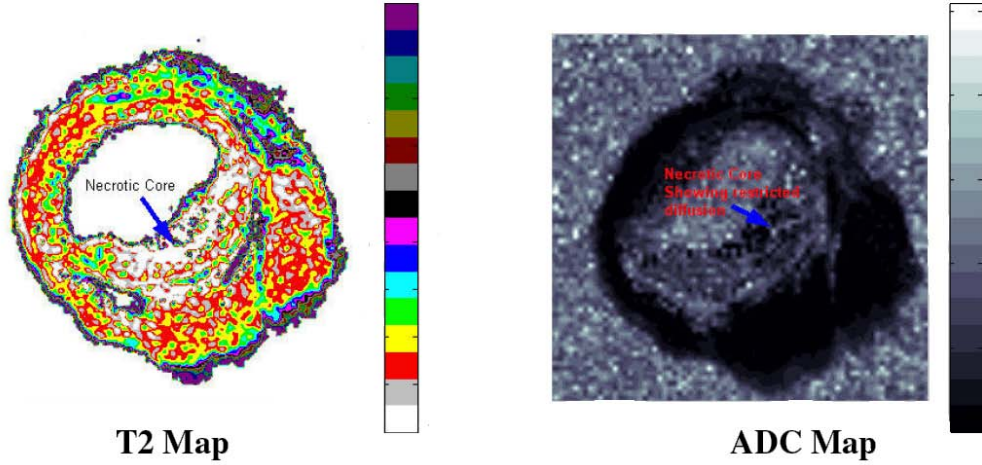 Necrotic Core
Necrotic Core
Showing restricted
diffusion
T2 Map
ADC Map